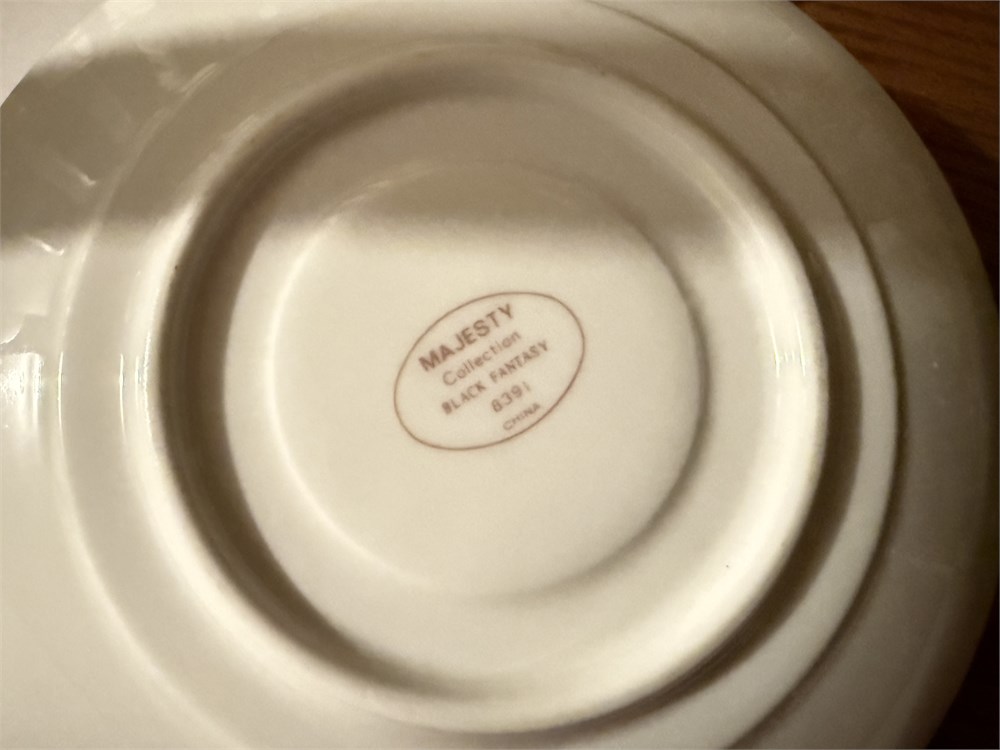 MAJESTY
Collection
BLACK FANTASY
8391
CHINA